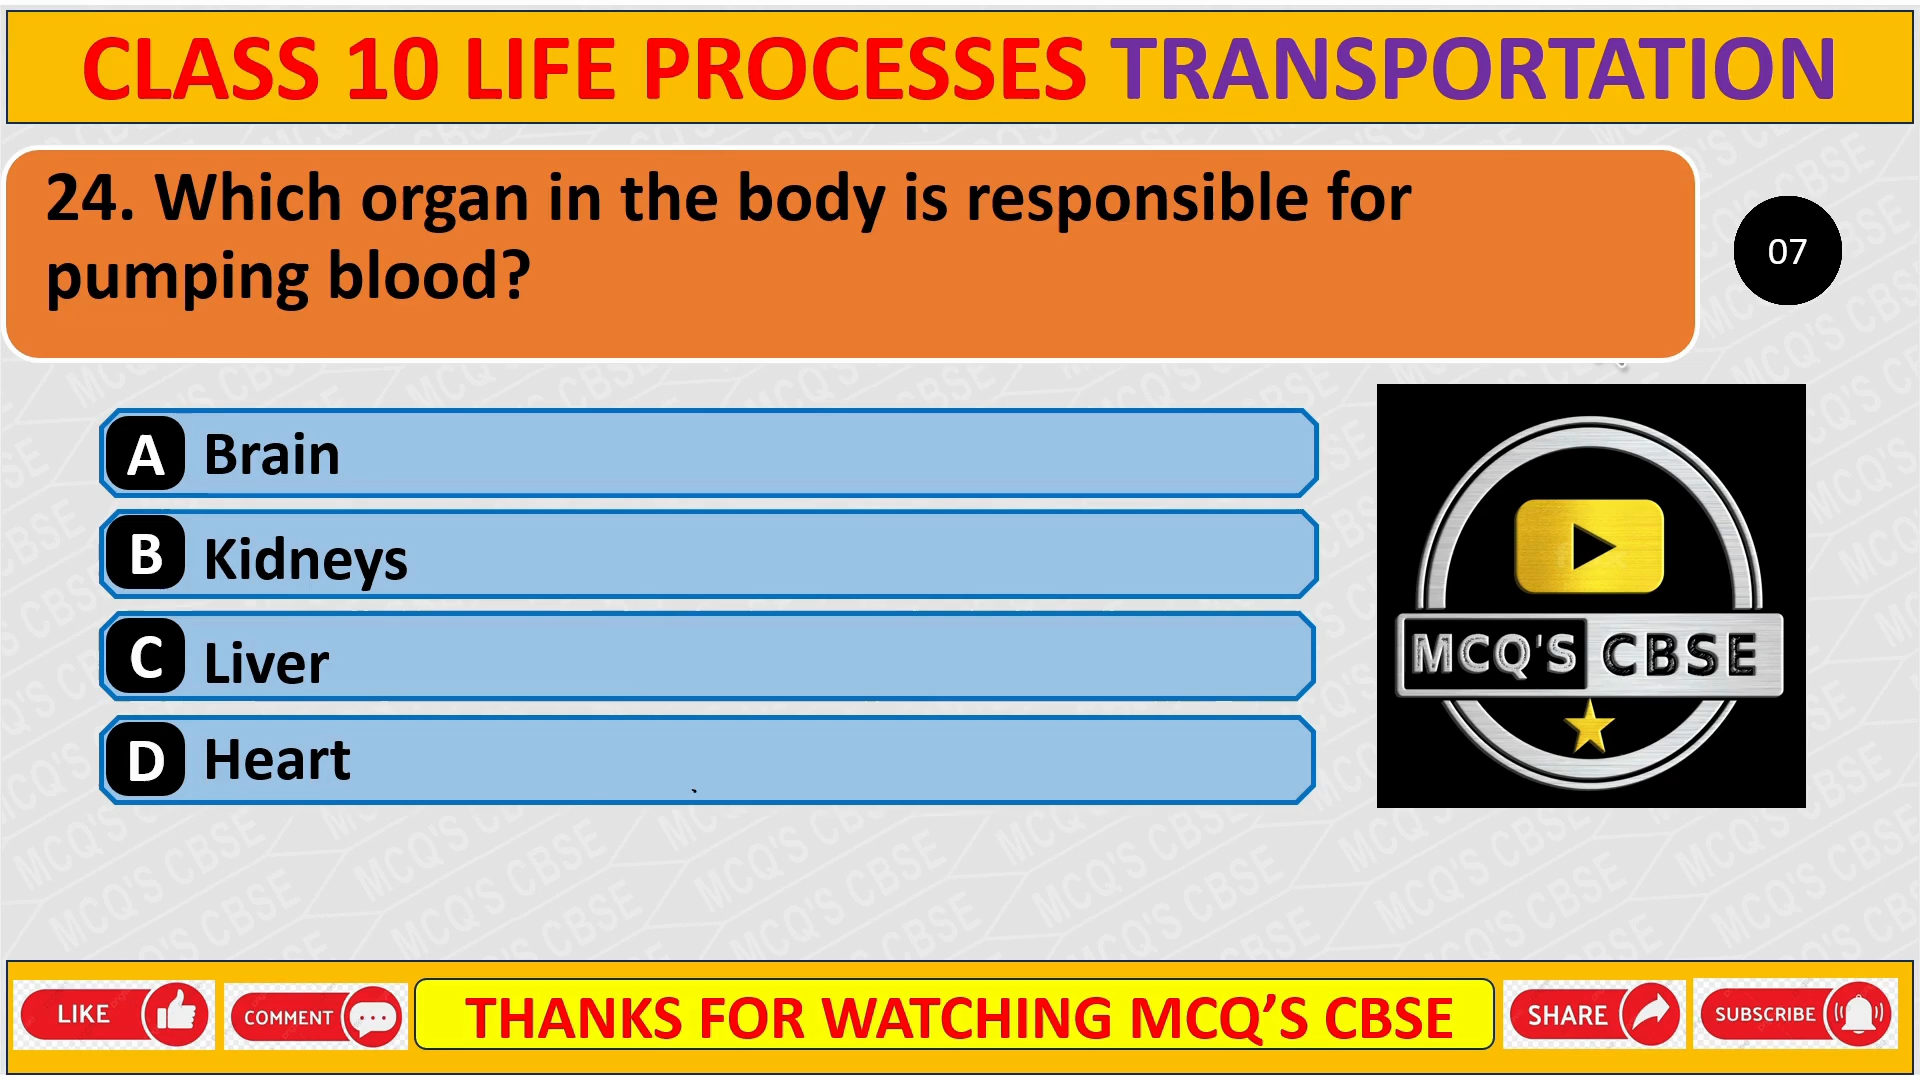 CLASS 10 LIFE PROCESSES TRANSPORTATION
24. Which organ in the body is responsible for
pumping blood?
07
A Brain
B Kidneys
C Liver
D Heart
MCQ'S CBSE
LIKE
COMMENT
THANKS FOR WATCHING MCQ’S CBSE
SHARE
SUBSCRIBE